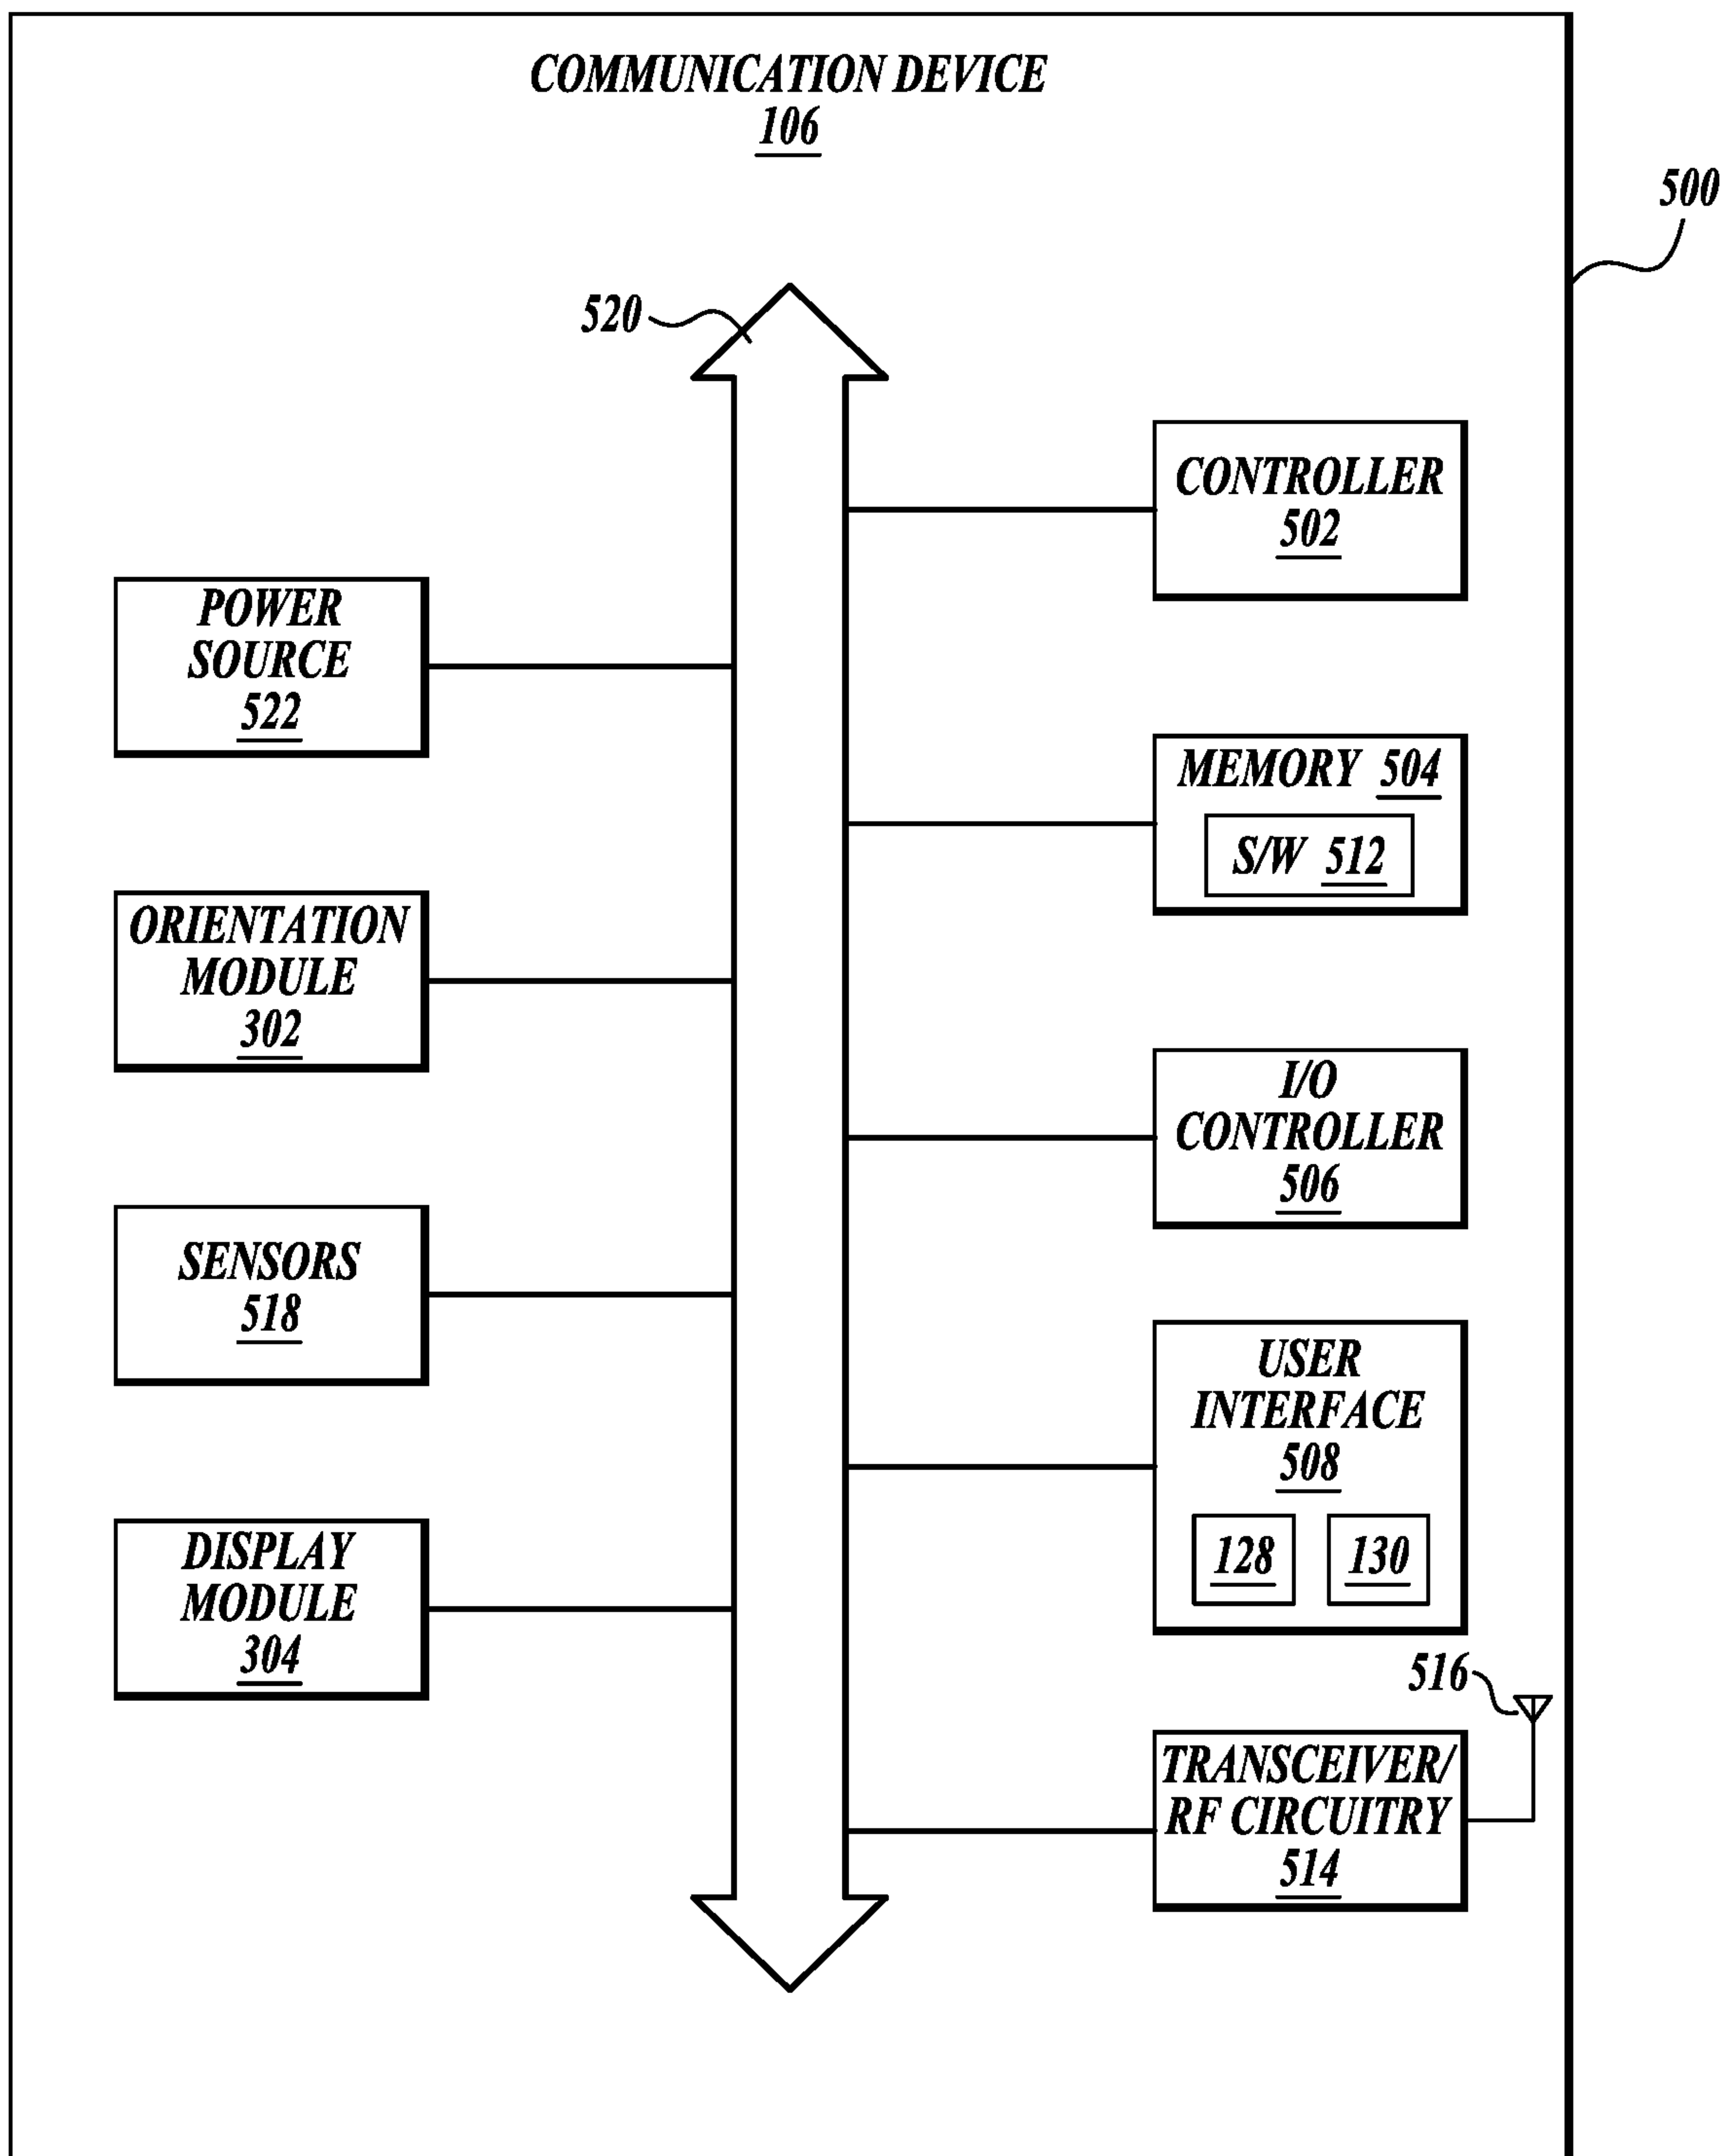 COMMUNICATION DEVICE
106
500
520
CONTROLLER
502
POWER
SOURCE
522
MEMORY 504
S/W 512
ORIENTATION
MODULE
302
I/O
CONTROLLER
506
SENSORS
518
USER
INTERFACE
508
128 130
DISPLAY
MODULE
304
516
TRANSCEIVER/
RF CIRCUITRY
514